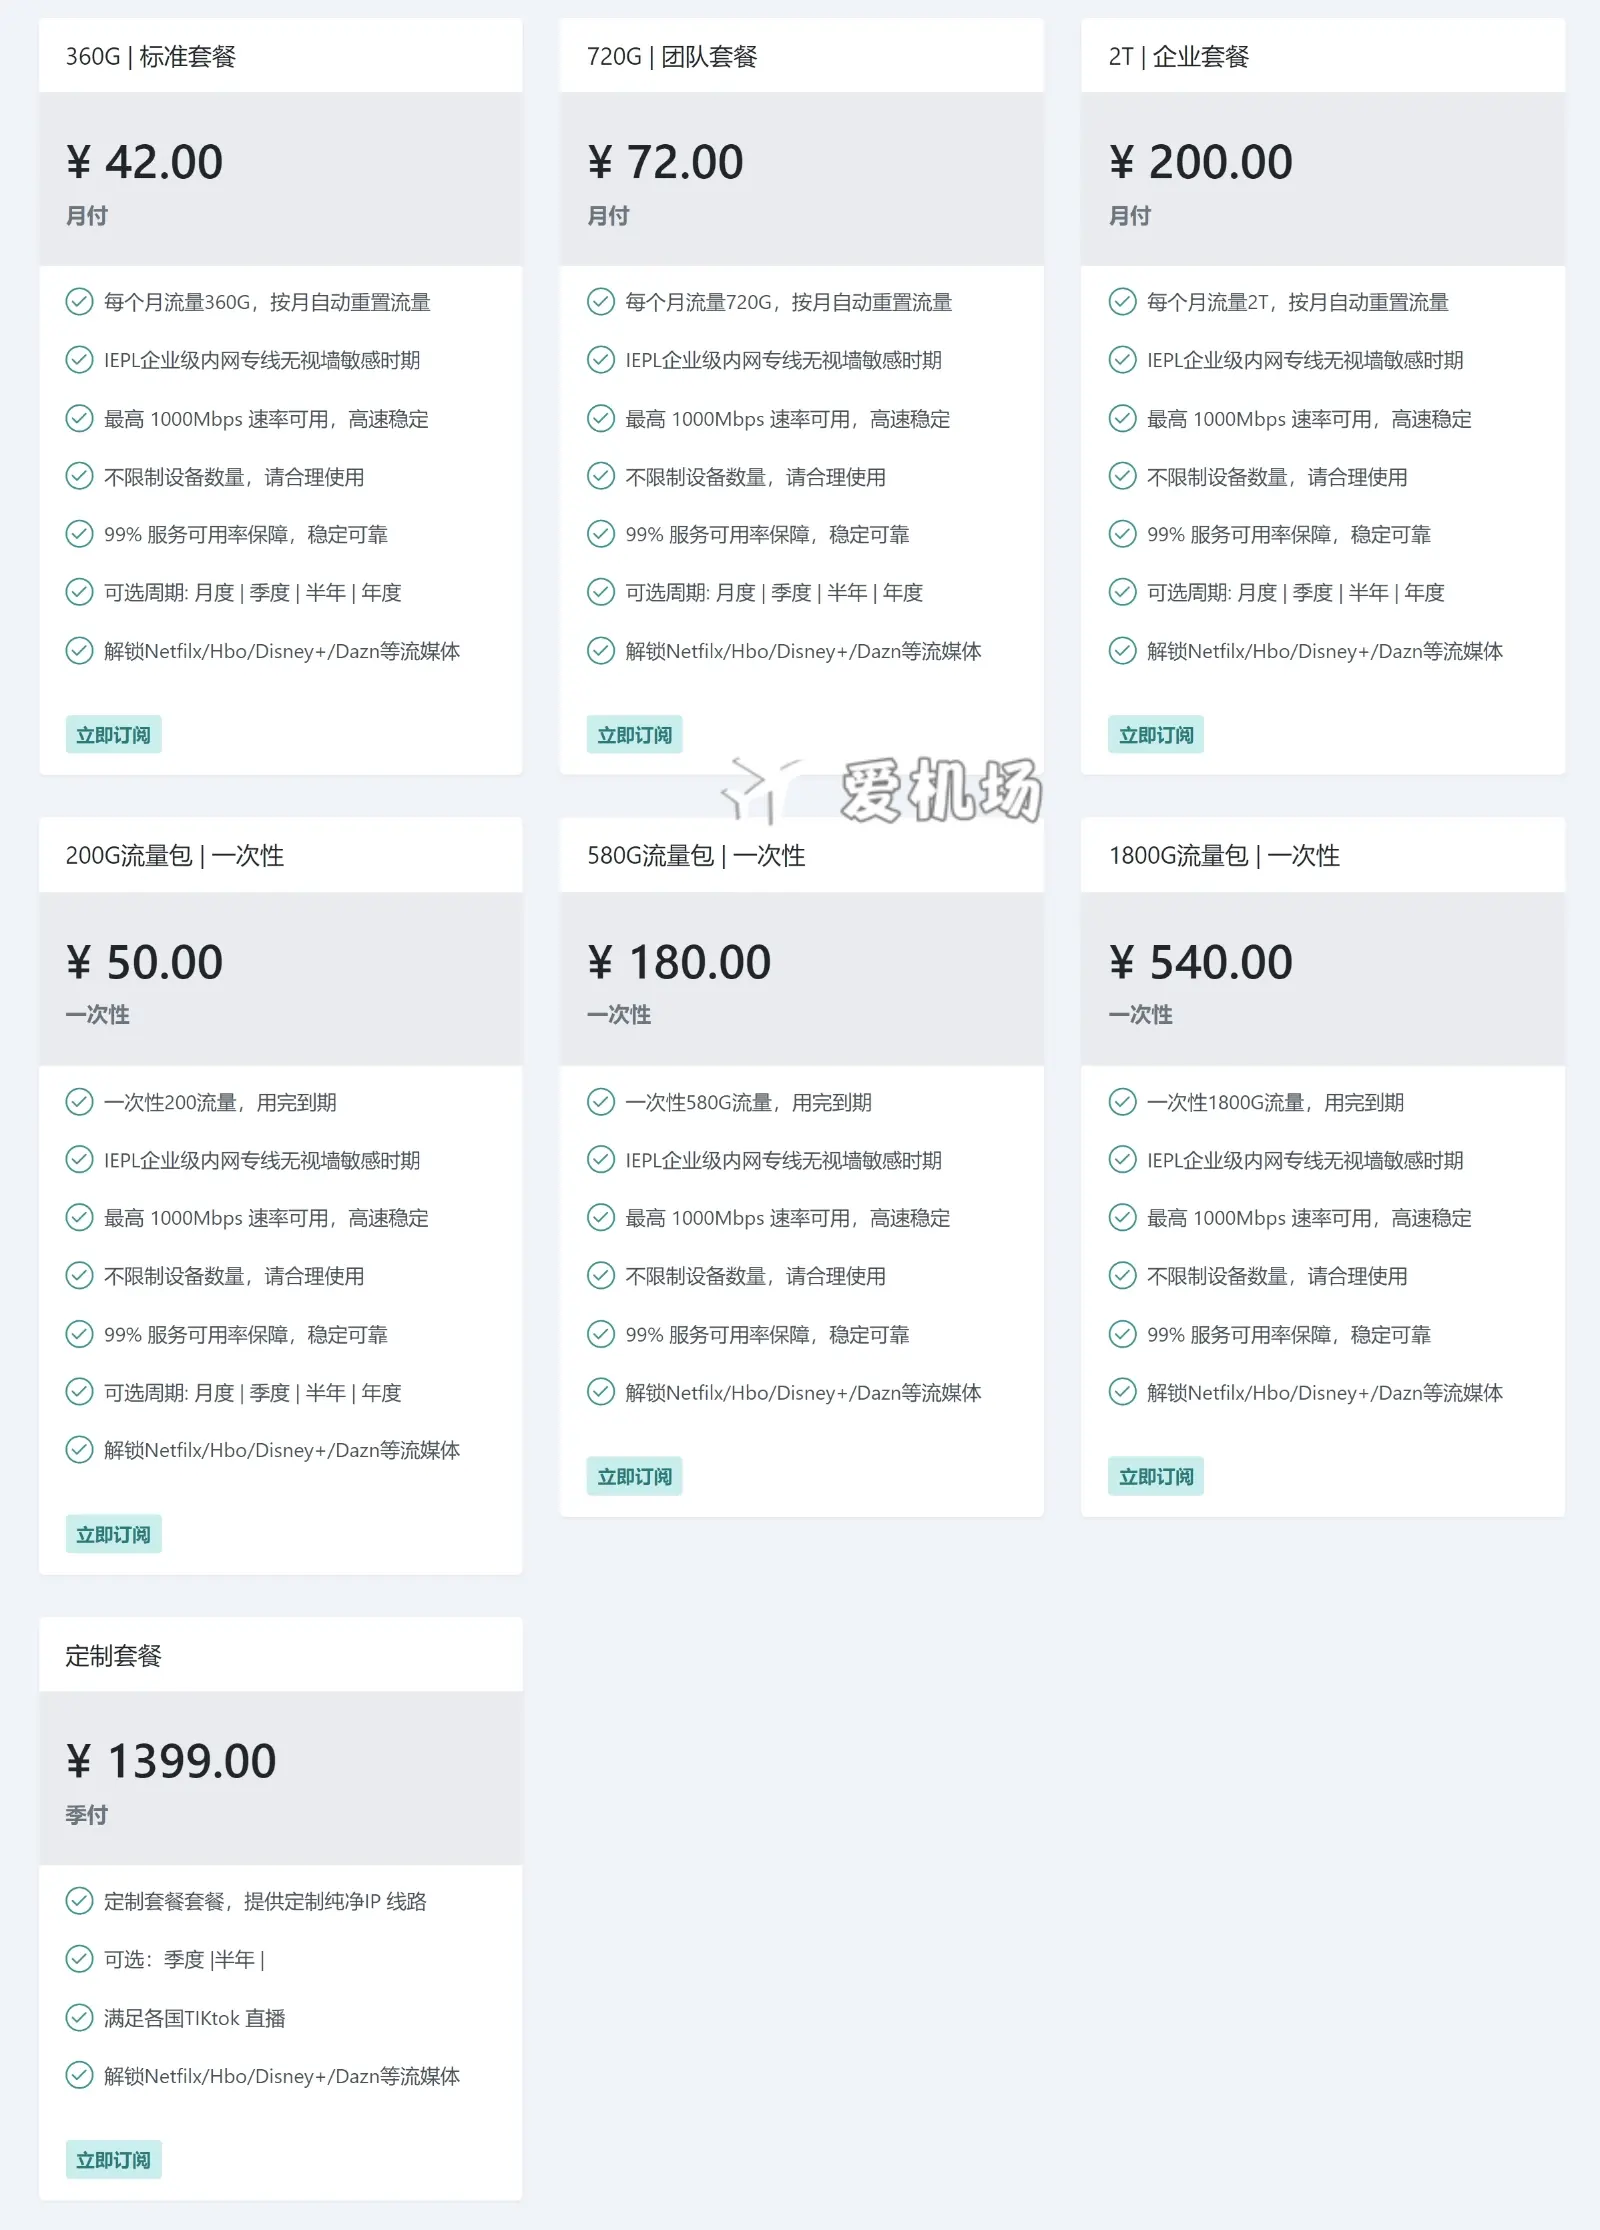 360G | 标准套餐
¥ 42.00
月付
每个月流量360G，按月自动重置流量
IEPL企业级内网专线无视墙敏感时期
最高 1000Mbps 速率可用，高速稳定
不限制设备数量，请合理使用
99% 服务可用率保障，稳定可靠
可选周期: 月度 | 季度 | 半年 | 年度
解锁Netfilx/Hbo/Disney+/Dazn等流媒体
立即订阅
720G | 团队套餐
¥ 72.00
月付
每个月流量720G，按月自动重置流量
IEPL企业级内网专线无视墙敏感时期
最高 1000Mbps 速率可用，高速稳定
不限制设备数量，请合理使用
99% 服务可用率保障，稳定可靠
可选周期: 月度 | 季度 | 半年 | 年度
解锁Netfilx/Hbo/Disney+/Dazn等流媒体
立即订阅
2T | 企业套餐
¥ 200.00
月付
每个月流量2T，按月自动重置流量
IEPL企业级内网专线无视墙敏感时期
最高 1000Mbps 速率可用，高速稳定
不限制设备数量，请合理使用
99% 服务可用率保障，稳定可靠
可选周期: 月度 | 季度 | 半年 | 年度
解锁Netfilx/Hbo/Disney+/Dazn等流媒体
立即订阅
爱机场
200G流量包 | 一次性
¥ 50.00
一次性
一次性200流量，用完到期
IEPL企业级内网专线无视墙敏感时期
最高 1000Mbps 速率可用，高速稳定
不限制设备数量，请合理使用
99% 服务可用率保障，稳定可靠
可选周期: 月度 | 季度 | 半年 | 年度
解锁Netfilx/Hbo/Disney+/Dazn等流媒体
立即订阅
580G流量包 | 一次性
¥ 180.00
一次性
一次性580G流量，用完到期
IEPL企业级内网专线无视墙敏感时期
最高 1000Mbps 速率可用，高速稳定
不限制设备数量，请合理使用
99% 服务可用率保障，稳定可靠
解锁Netfilx/Hbo/Disney+/Dazn等流媒体
立即订阅
1800G流量包 | 一次性
¥ 540.00
一次性
一次性1800G流量，用完到期
IEPL企业级内网专线无视墙敏感时期
最高 1000Mbps 速率可用，高速稳定
不限制设备数量，请合理使用
99% 服务可用率保障，稳定可靠
解锁Netfilx/Hbo/Disney+/Dazn等流媒体
立即订阅
定制套餐
¥ 1399.00
季付
定制套餐套餐，提供定制纯净IP 线路
可选：季度 |半年 |
满足各国TIKtok 直播
解锁Netfilx/Hbo/Disney+/Dazn等流媒体
立即订阅